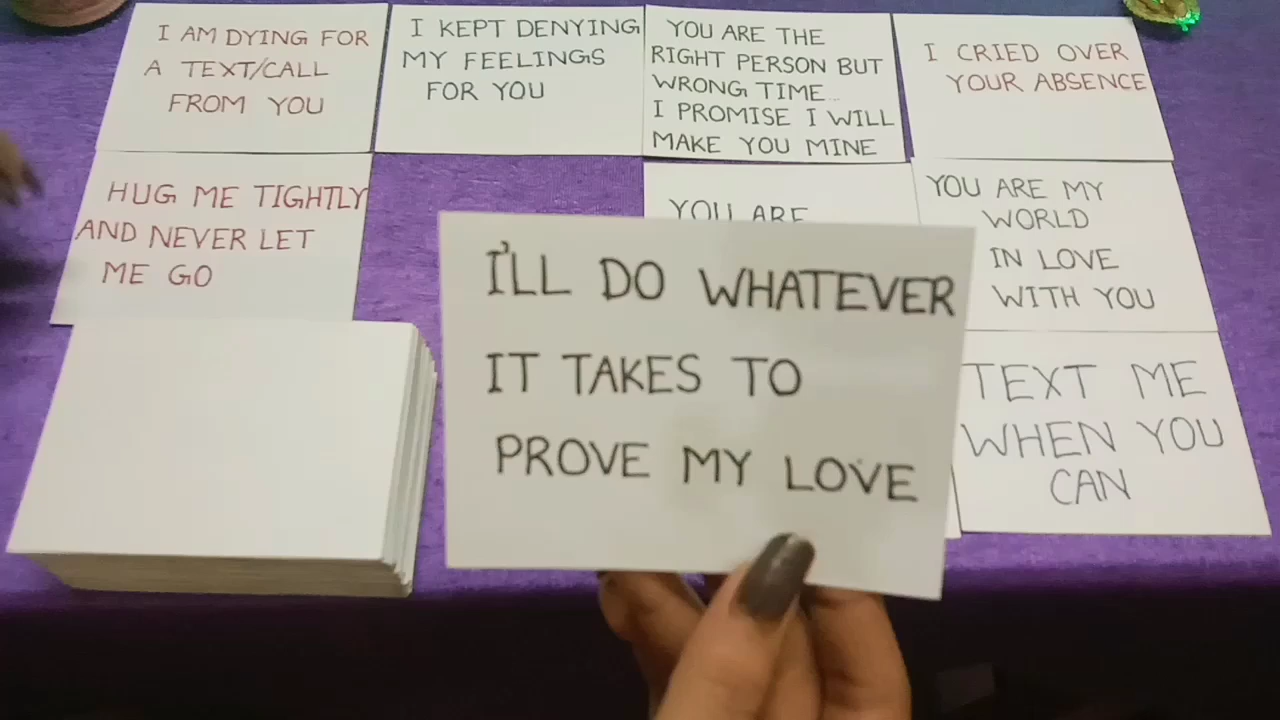 I AM DYING FOR
A TEXT/CALL
FROM YOU
I KEPT DENYING
MY FEELINGS
FOR YOU
YOU ARE THE
RIGHT PERSON BUT
WRONG TIME...
I PROMISE I WILL
MAKE YOU MINE
I CRIED OVER
YOUR ABSENCE
HUG ME TIGHTLY
AND NEVER LET
ME GO
YOU ARE
YOU ARE MY
WORLD
IN LOVE
WITH YOU
I'LL DO WHATEVER
IT TAKES TO
PROVE MY LOVE
TEXT ME
WHEN YOU
CAN